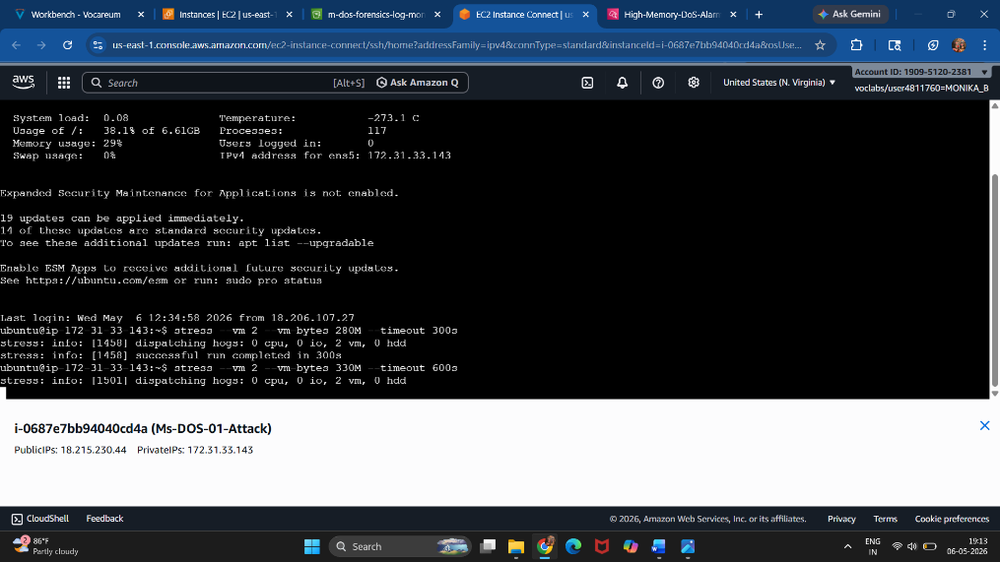 Workbench - Vocareum
Instances | EC2 | us-east-1
m-dos-forensics-log-mon
EC2 Instance Connect | us
High-Memory-DoS-Alarm
Ask Gemini
us-east-1.console.aws.amazon.com/ec2-instance-connect/ssh/home?addressFamily=ipv4&connType=standard&instanceId=i-0687e7bb94040cd4a&osUse...
aws
Search
[Alt+S]
Ask Amazon Q
United States (N. Virginia)
Account ID: 1909-5120-2381
voclabs/user4811760=MONIKA_B
System load: 0.08 Temperature: -273.1 C
Usage of /: 38.1% of 6.61GB Processes: 117
Memory usage: 29% Users logged in: 0
Swap usage: 0% IPv4 address for ens5: 172.31.33.143
Expanded Security Maintenance for Applications is not enabled.
19 updates can be applied immediately.
14 of these updates are standard security updates.
To see these additional updates run: apt list --upgradable
Enable ESM Apps to receive additional future security updates.
See https://ubuntu.com/esm or run: sudo pro status
Last login: Wed May  6 12:34:58 2026 from 18.206.107.27
ubuntu@ip-172-31-33-143:~$ stress --vm 2 --vm-bytes 280M --timeout 300s
stress: info: [1458] dispatching hogs: 0 cpu, 0 io, 2 vm, 0 hdd
stress: info: [1458] successful run completed in 300s
ubuntu@ip-172-31-33-143:~$ stress --vm 2 --vm-bytes 330M --timeout 600s
stress: info: [1501] dispatching hogs: 0 cpu, 0 io, 2 vm, 0 hdd
i-0687e7bb94040cd4a (Ms-DOS-01-Attack)
PublicIPs: 18.215.230.44 PrivateIPs: 172.31.33.143
CloudShell
Feedback
© 2026, Amazon Web Services, Inc. or its affiliates.
Privacy
Terms
Cookie preferences
2
86°F
Partly cloudy
Search
ENG
IN
19:13
06-05-2026